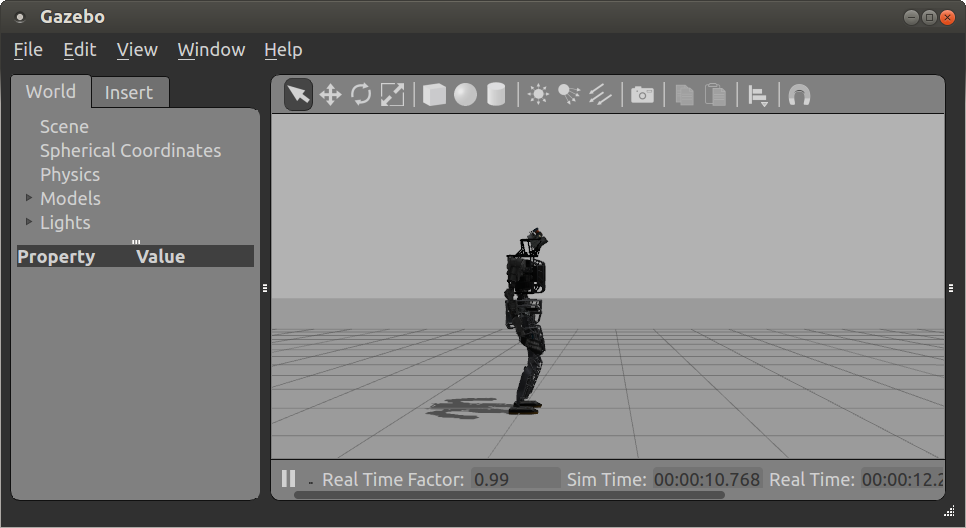 Gazebo
File Edit View Window Help
World Insert
Scene
Spherical Coordinates
Physics
Models
Lights
Property Value
Real Time Factor: 0.99 Sim Time: 00:00:10.768 Real Time: 00:00:12.2